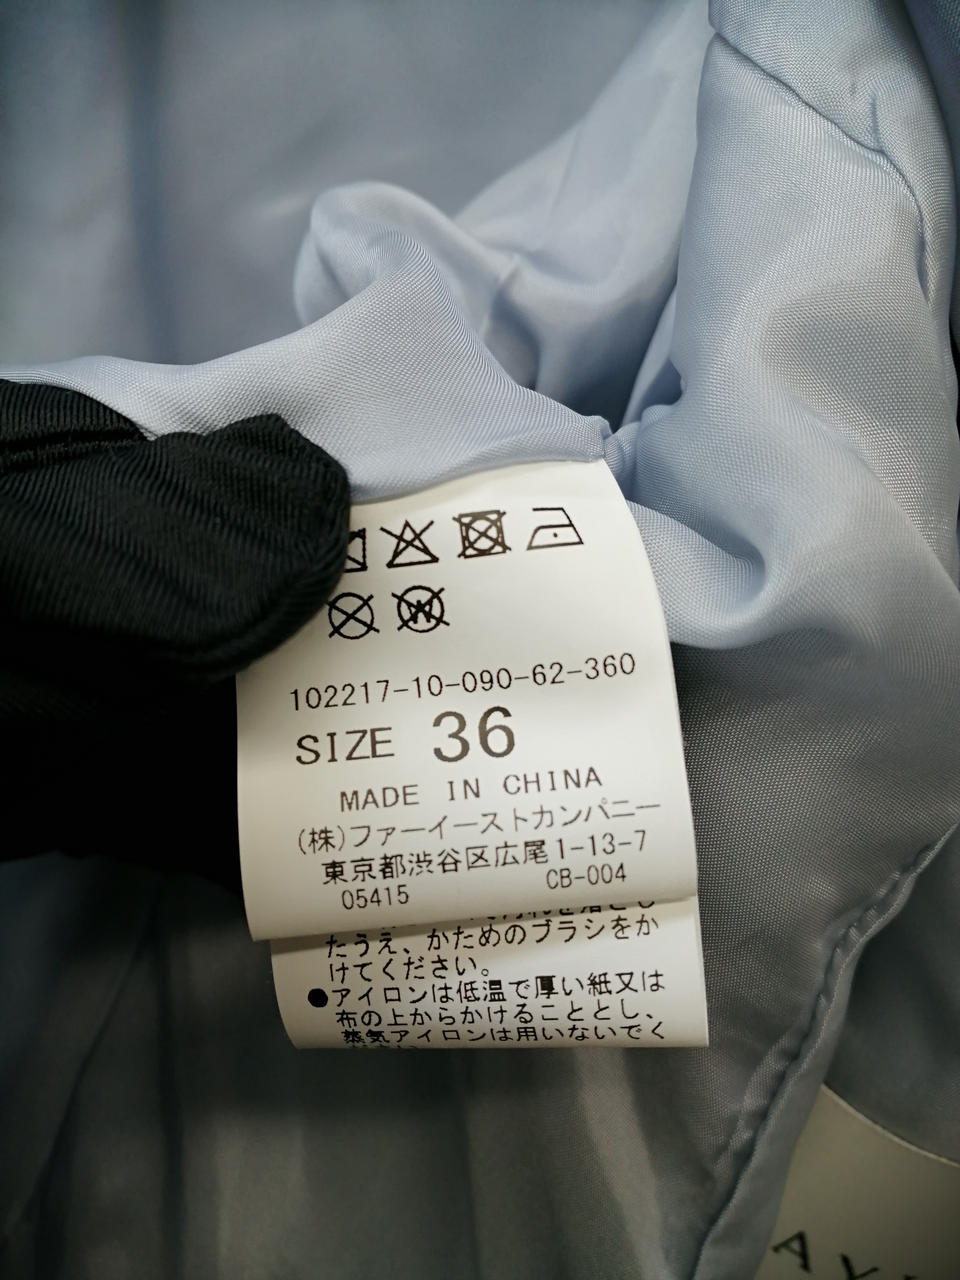 W
102217-10-090-62-360
SIZE 36
MADE IN CHINA
(株)ファーイーストカンパニー
東京都渋谷区広尾1-13-7
05415 CB-004
たうえ、かためのブラシをか
けてください。
●アイロンは低温で厚い紙又は
布の上からかけることとし、
蒸気アイロンは用いないでく
AY